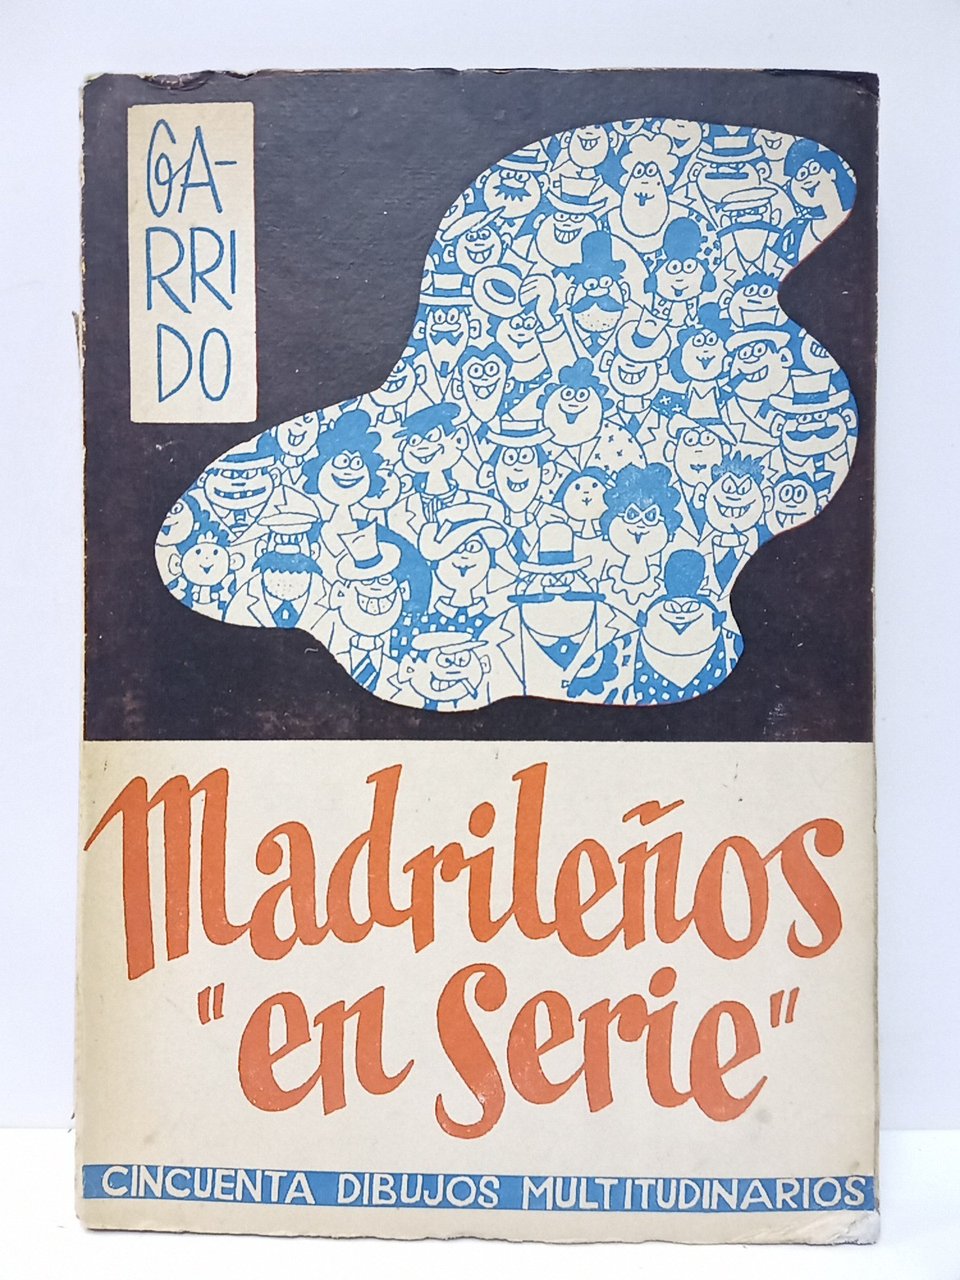 GA-
RRI
DO
Madrileños
"en Serie"
CINCUENTA DIBUJOS MULTITUDINARIOS